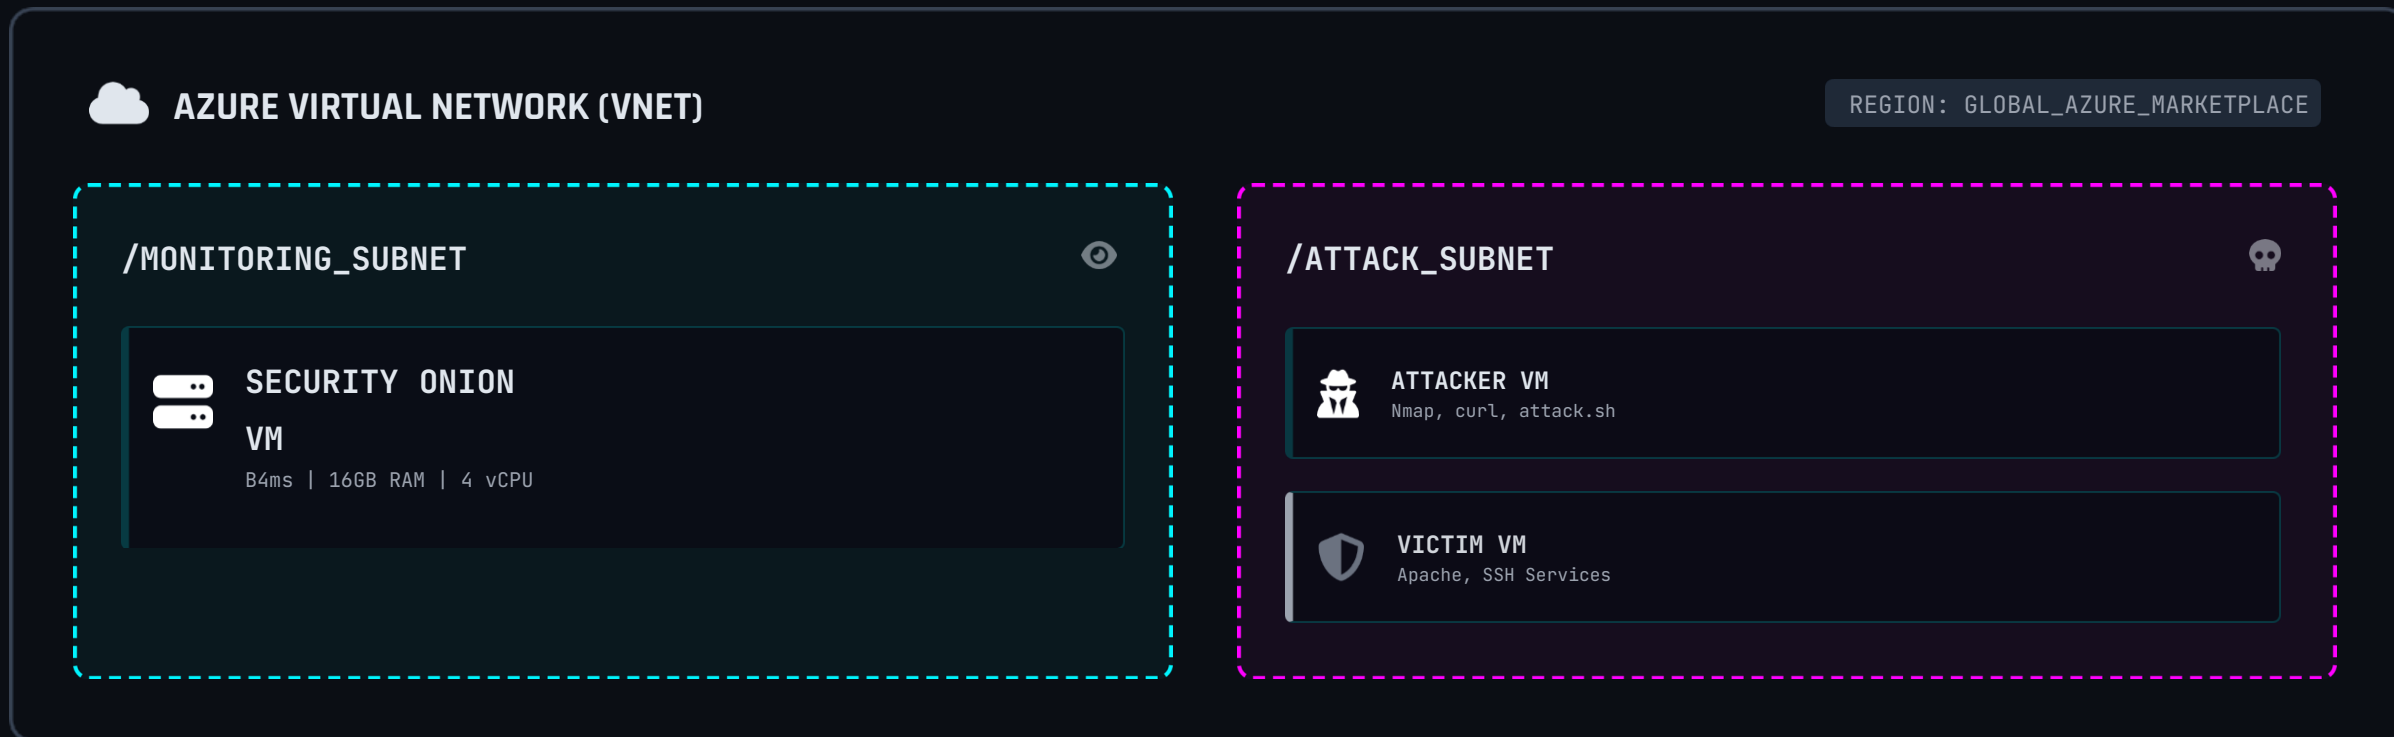 AZURE VIRTUAL NETWORK (VNET)
REGION: GLOBAL_AZURE_MARKETPLACE
/MONITORING_SUBNET
SECURITY ONION
VM
B4ms | 16GB RAM | 4 vCPU
/ATTACK_SUBNET
ATTACKER VM
Nmap, curl, attack.sh
VICTIM VM
Apache, SSH Services